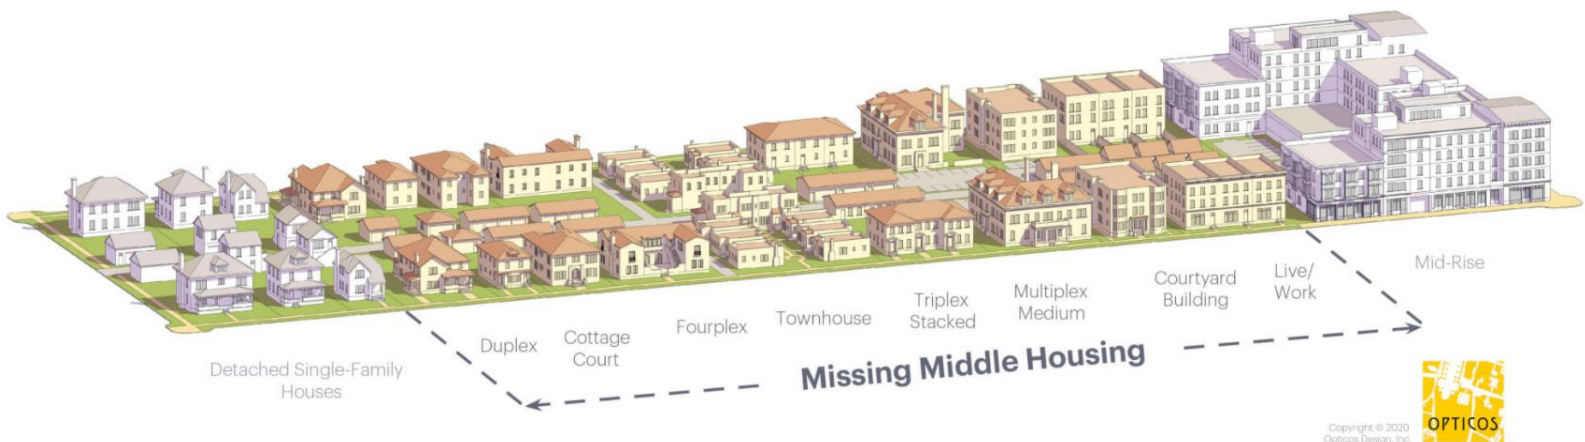 Detached Single-Family
Houses
Duplex
Cottage
Court
Fourplex
Townhouse
Triplex
Stacked
Multiplex
Medium
Courtyard
Building
Live/
Work
Mid-Rise
Missing Middle Housing
OPTICOS
Copyright © 2020
Opticos Design, Inc.